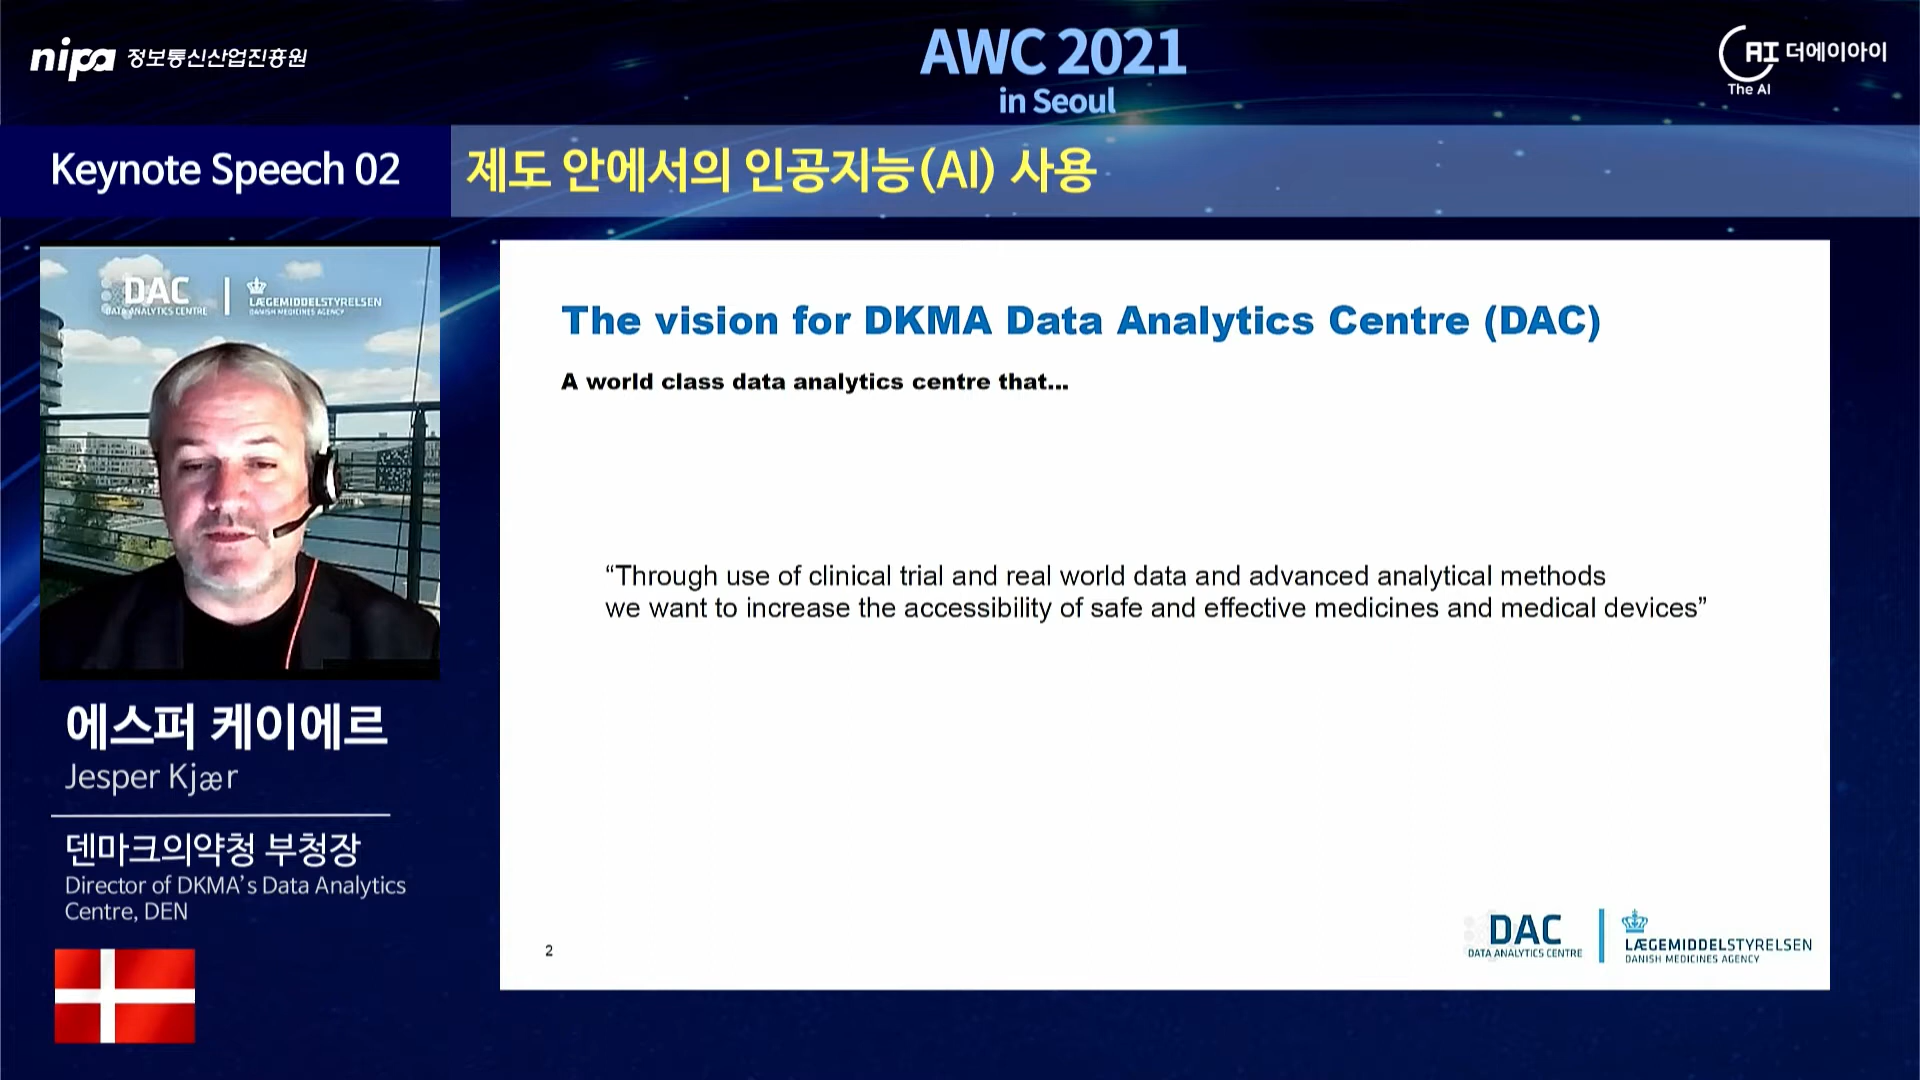 nipa 정보통신산업진흥원
AWC 2021
in Seoul
AI 더에이아이
The AI
Keynote Speech 02
제도 안에서의 인공지능(AI) 사용
DAC
DATA ANALYTICS CENTRE
LÆGEMIDDELSTYRELSEN
DANISH MEDICINES AGENCY
에스퍼 케이에르
Jesper Kjær
덴마크의약청 부청장
Director of DKMA’s Data Analytics
Centre, DEN
The vision for DKMA Data Analytics Centre (DAC)
A world class data analytics centre that...
“Through use of clinical trial and real world data and advanced analytical methods
we want to increase the accessibility of safe and effective medicines and medical devices”
2
DAC
DATA ANALYTICS CENTRE
LÆGEMIDDELSTYRELSEN
DANISH MEDICINES AGENCY